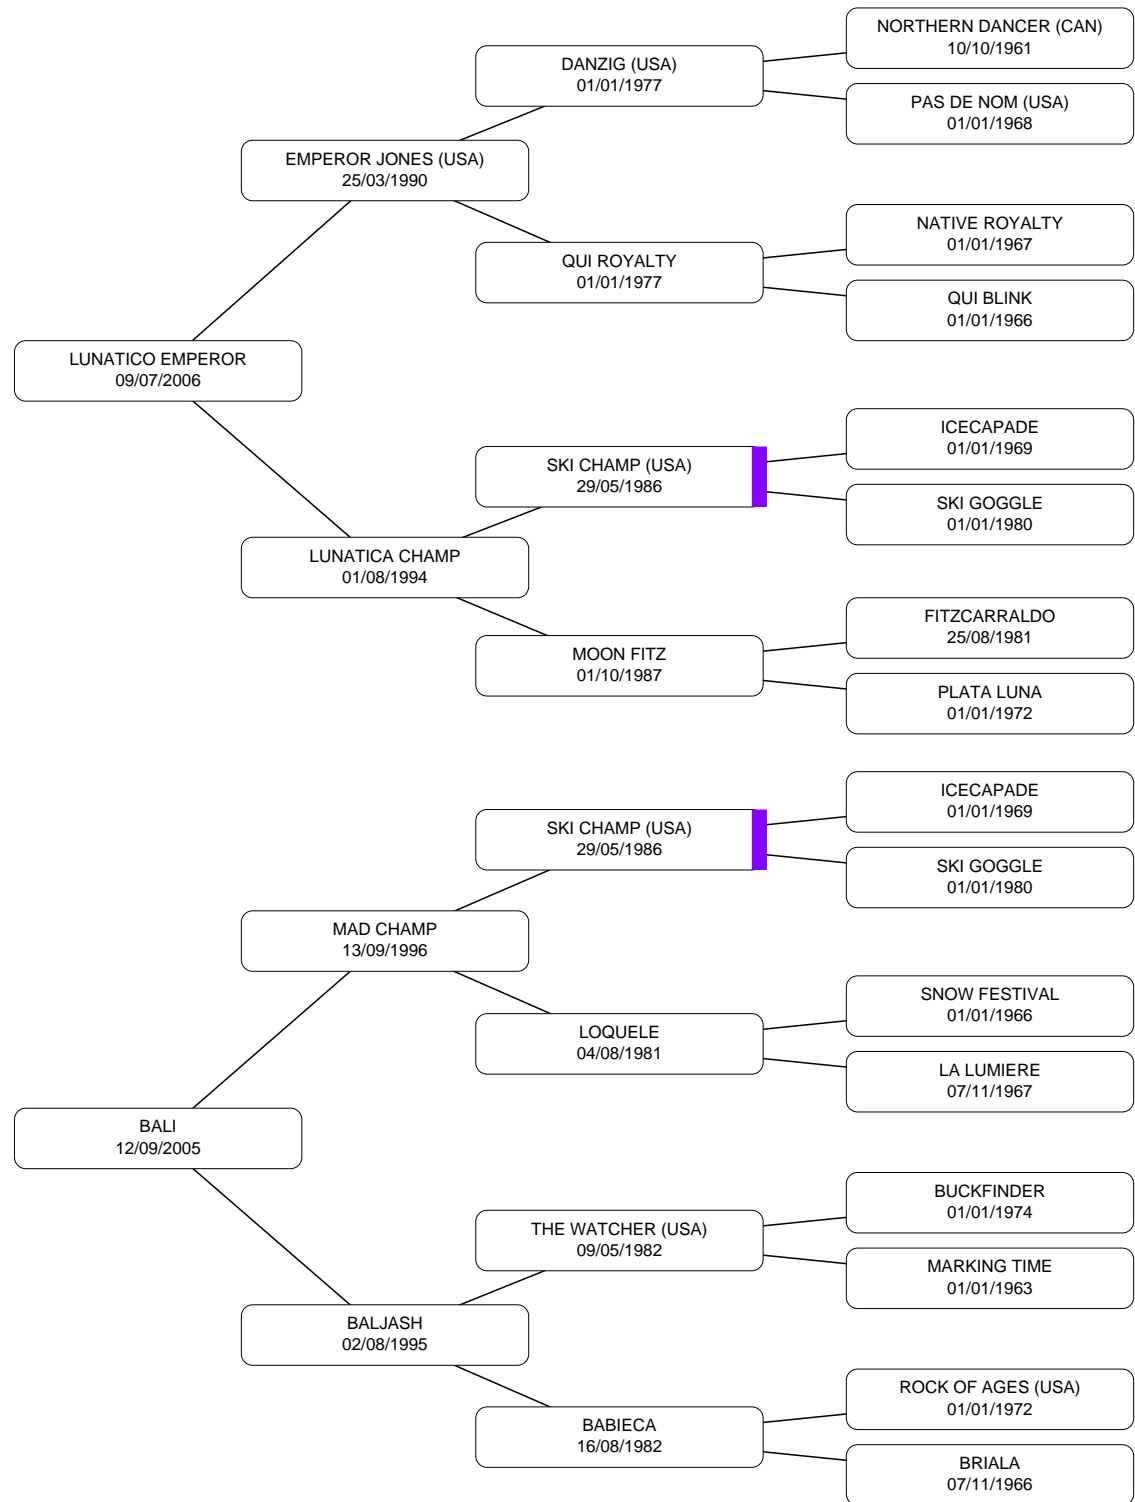 NORTHERN DANCER (CAN)
10/10/1961
DANZIG (USA)
01/01/1977
PAS DE NOM (USA)
01/01/1968
EMPEROR JONES (USA)
25/03/1990
NATIVE ROYALTY
01/01/1967
QUI ROYALTY
01/01/1977
QUI BLINK
01/01/1966
LUNATICO EMPEROR
09/07/2006
ICECAPADE
01/01/1969
SKI CHAMP (USA)
29/05/1986
SKI GOGGLE
01/01/1980
LUNATICA CHAMP
01/08/1994
FITZCARRALDO
25/08/1981
MOON FITZ
01/10/1987
PLATA LUNA
01/01/1972
ICECAPADE
01/01/1969
SKI CHAMP (USA)
29/05/1986
SKI GOGGLE
01/01/1980
MAD CHAMP
13/09/1996
SNOW FESTIVAL
01/01/1966
LOQUELE
04/08/1981
LA LUMIERE
07/11/1967
BALI
12/09/2005
BUCKFINDER
01/01/1974
THE WATCHER (USA)
09/05/1982
MARKING TIME
01/01/1963
BALJASH
02/08/1995
ROCK OF AGES (USA)
01/01/1972
BABIECA
16/08/1982
BRIALA
07/11/1966